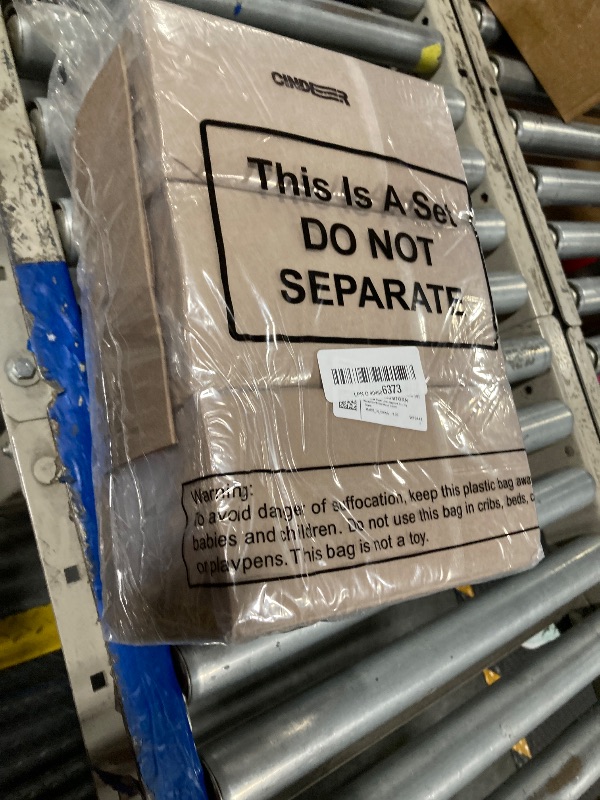 CINDEER
This Is A Set
DO NOT
SEPARATE
6373
Warning:
To avoid danger of suffocation, keep this plastic bag away
babies and children. Do not use this bag in cribs, beds,
or playpens. This bag is not a toy.